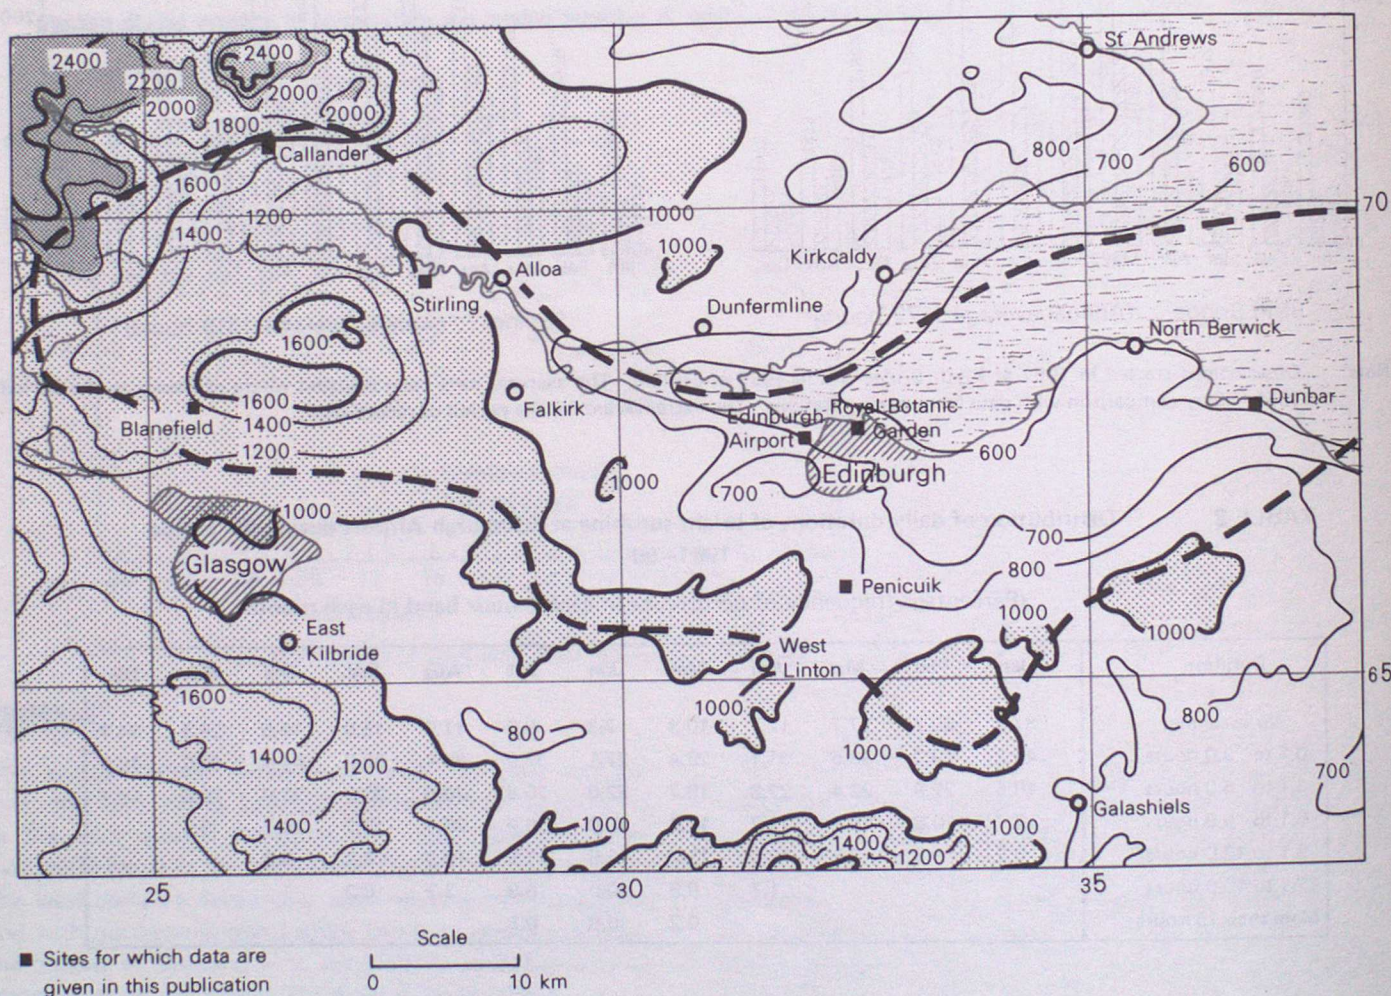 St Andrews
2400
2400
2200
2000
2000
2000
1800
Callander
800
700
600
1600
1200
1000
70
1400
1000
Alloa
Kirkcaldy
Stirling
Dunfermline
North Berwick
1600
1600
Falkirk
Dunbar
Blanefield
1400
Edinburgh
Airport
Royal Botanic
Garden
1200
600
Edinburgh
1000
700
1000
700
Glasgow
800
Penicuik
1000
1000
East
Kilbride
West
Linton
65
1600
1000
800
800
1000
1400
1200
700
Galashiels
1400
1000
1000
1400
1200
25
30
35
Scale
0 10 km
■ Sites for which data are
given in this publication